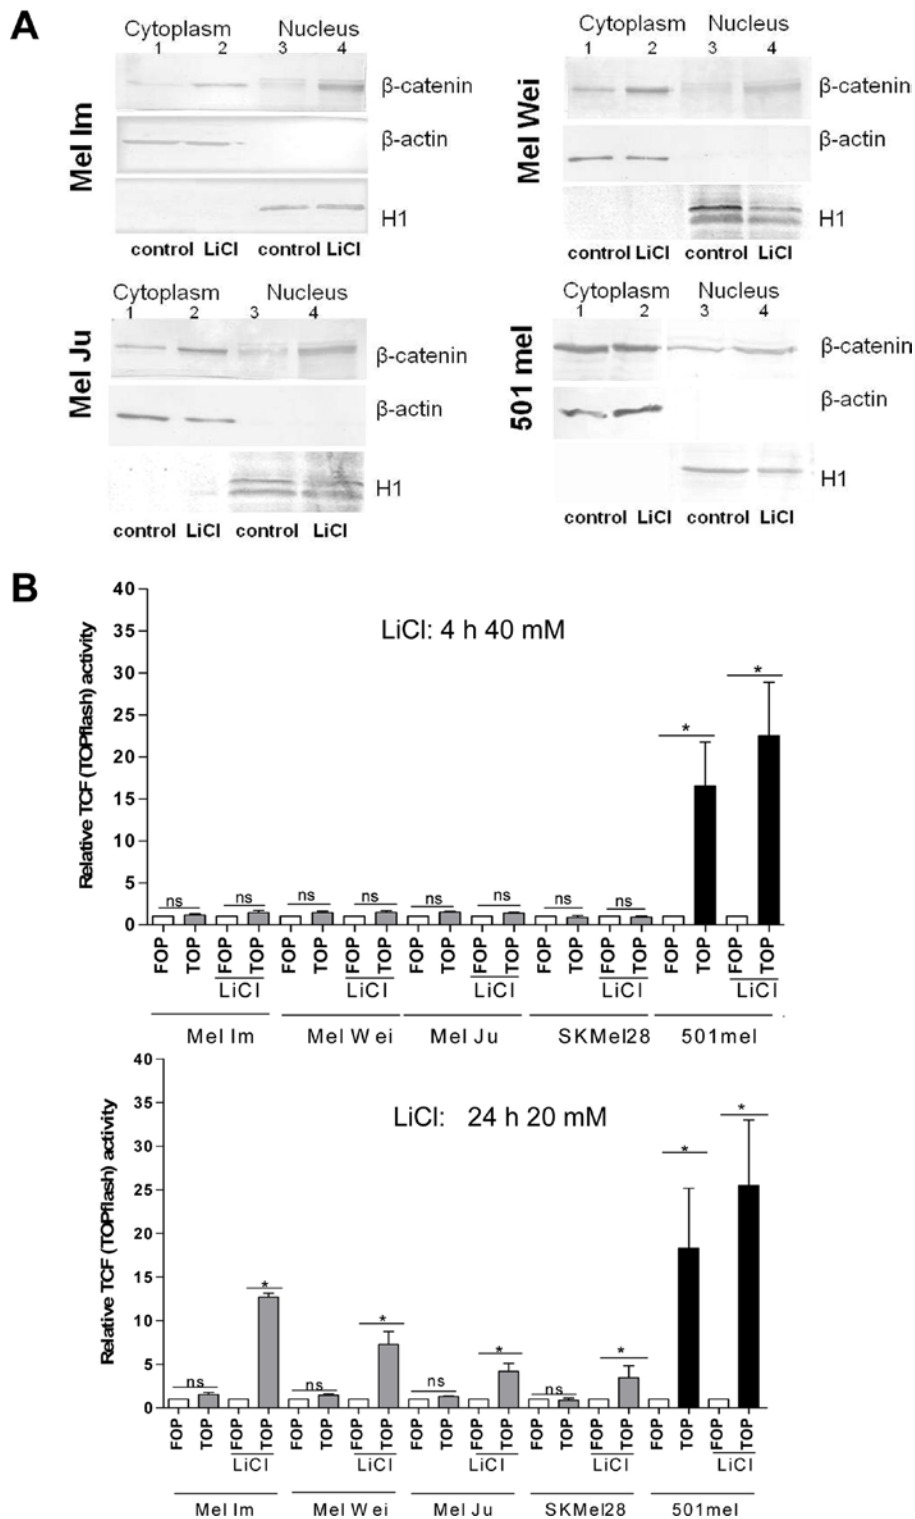 A
Cytoplasm Nucleus
1 2 3 4
Mel Im
β-catenin
β-actin
H1
control LiCl control LiCl
Cytoplasm Nucleus
1 2 3 4
Mel Wei
β-catenin
β-actin
H1
control LiCl control LiCl
Cytoplasm Nucleus
1 2 3 4
Mel Ju
β-catenin
β-actin
H1
control LiCl control LiCl
Cytoplasm Nucleus
1 2 3 4
501 mel
β-catenin
β-actin
H1
control LiCl control LiCl
B
Relative TCF (TOPflash) activity
40
35
30
25
20
15
10
5
0
LiCl: 4 h 40 mM
* *
ns ns ns ns ns ns ns ns
FOP TOP FOP TOP FOP TOP FOP TOP FOP TOP FOP TOP FOP TOP FOP TOP FOP TOP FOP TOP
LiCl LiCl LiCl LiCl LiCl
Mel Im Mel Wei Mel Ju SKMel28 501mel
Relative TCF (TOPflash) activity
40
35
30
25
20
15
10
5
0
LiCl: 24 h 20 mM
ns * ns * ns * ns * * *
FOP TOP FOP TOP FOP TOP FOP TOP FOP TOP FOP TOP FOP TOP FOP TOP FOP TOP FOP TOP
LiCl LiCl LiCl LiCl LiCl
Mel Im Mel Wei Mel Ju SKMel28 501mel